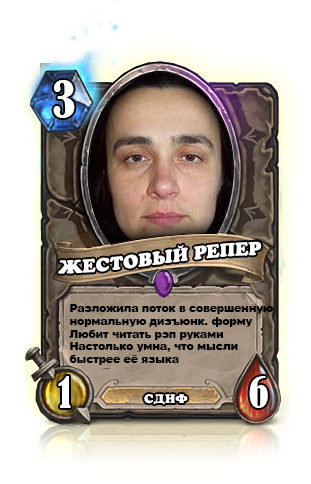 3
ЖЕСТОВЫЙ РЕПЕР
Разложила поток в совершенную
нормальную дизъюнк. форму
Любит читать рэп руками
Настолько умна, что мысли
быстрее её языка
1
СДНФ
6